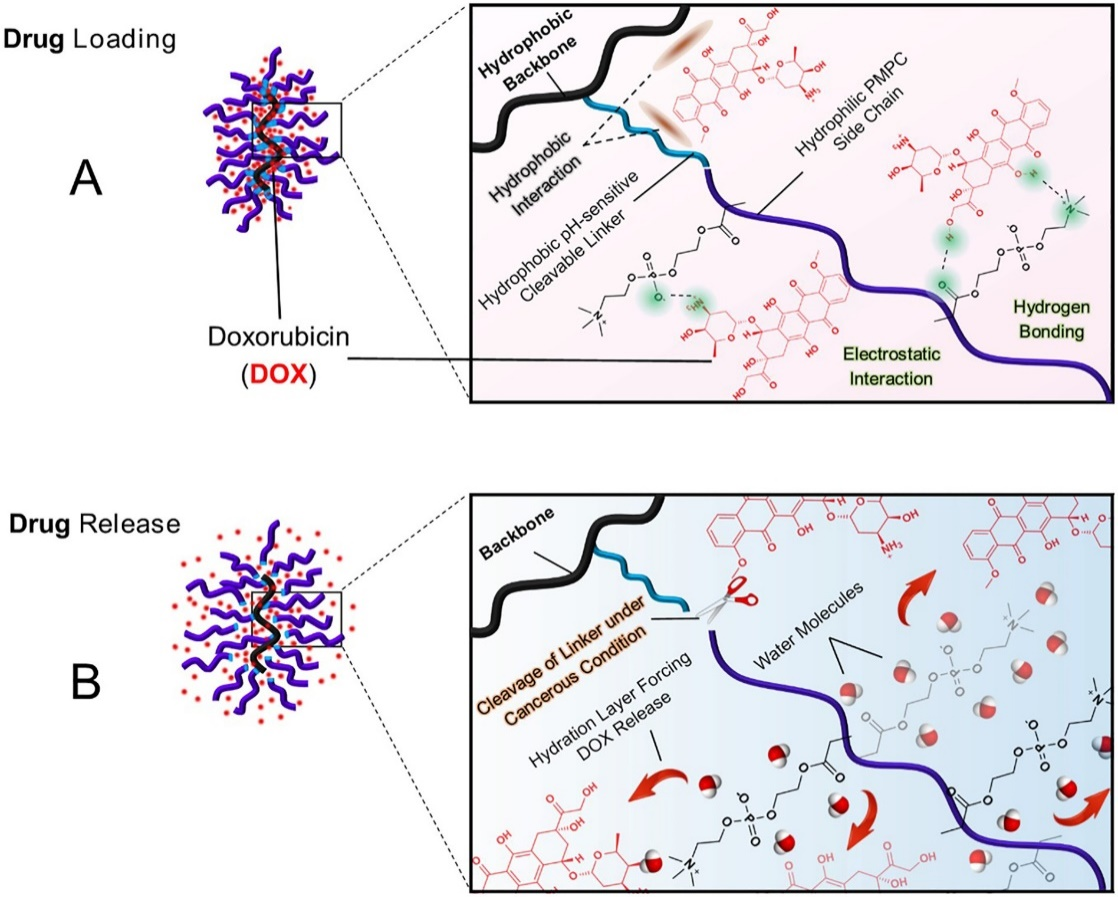 Drug Loading
A
Doxorubicin
(DOX)
Hydrophobic
Backbone
Hydrophobic
Interaction
Hydrophobic pH-sensitive
Cleavable Linker
Hydrophilic PMPC
Side Chain
Electrostatic
Interaction
Hydrogen
Bonding
Drug Release
B
Backbone
Cleavage of Linker under
Cancerous Condition
Hydration Layer Forcing
DOX Release
Water Molecules